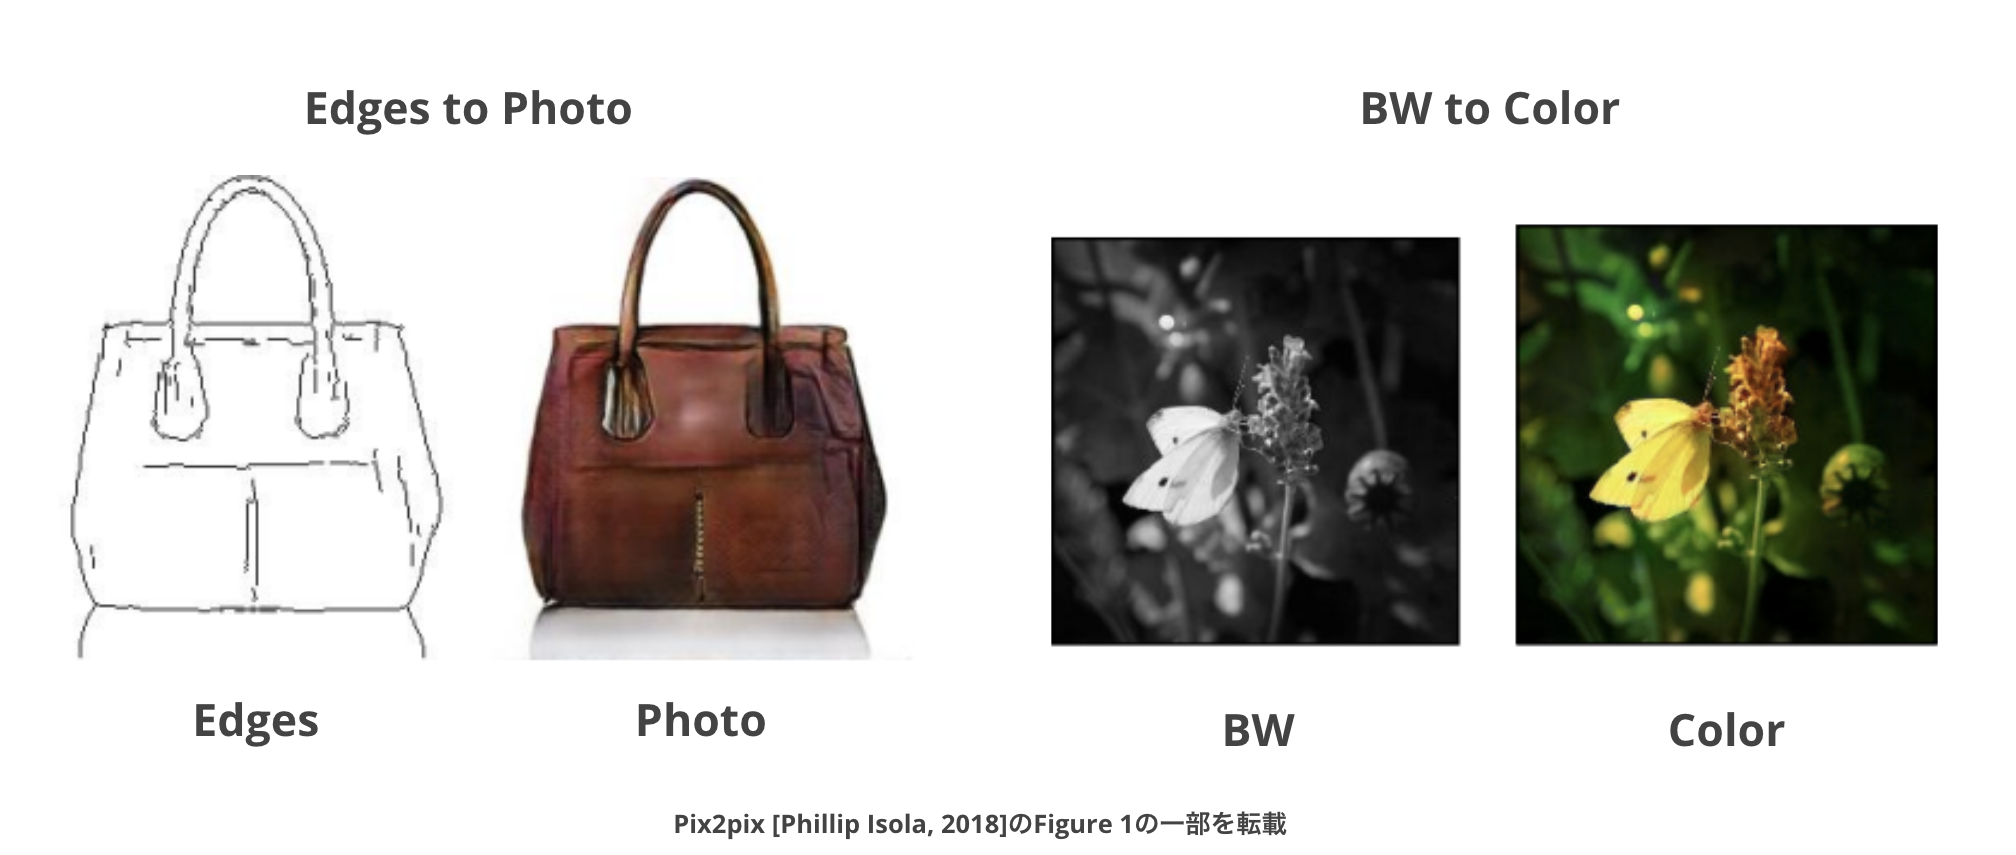 Edges to Photo
BW to Color
Edges
Photo
BW
Color
Pix2pix [Phillip Isola, 2018]のFigure 1の一部を転載